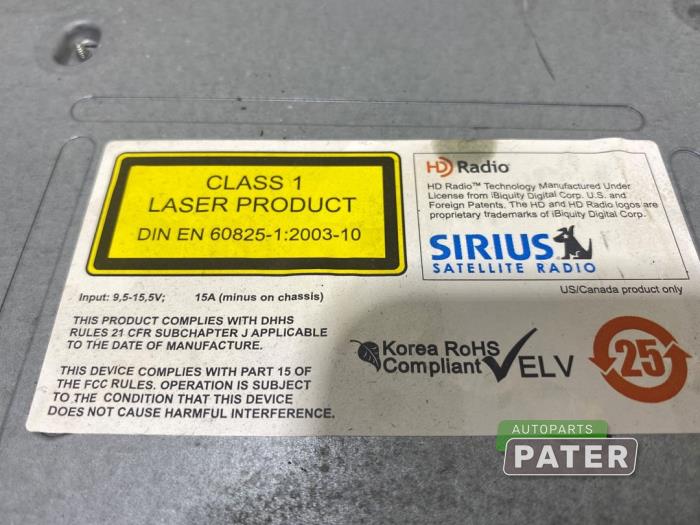 CLASS 1
LASER PRODUCT
DIN EN 60825-1:2003-10
HD Radio
HD Radio™ Technology Manufactured Under
License from iBiquity Digital Corp. U.S. and
Foreign Patents. The HD and HD Radio logos are
proprietary trademarks of iBiquity Digital Corp.
SIRIUS
SATELLITE RADIO
US/Canada product only
Input: 9,5-15,5V; 15A (minus on chassis)
THIS PRODUCT COMPLIES WITH DHHS
RULES 21 CFR SUBCHAPTER J APPLICABLE
TO THE DATE OF MANUFACTURE.
THIS DEVICE COMPLIES WITH PART 15 OF
THE FCC RULES. OPERATION IS SUBJECT
TO THE CONDITION THAT THIS DEVICE
DOES NOT CAUSE HARMFUL INTERFERENCE.
Korea RoHS
Compliant
ELV
25
AUTOPARTS
PATER